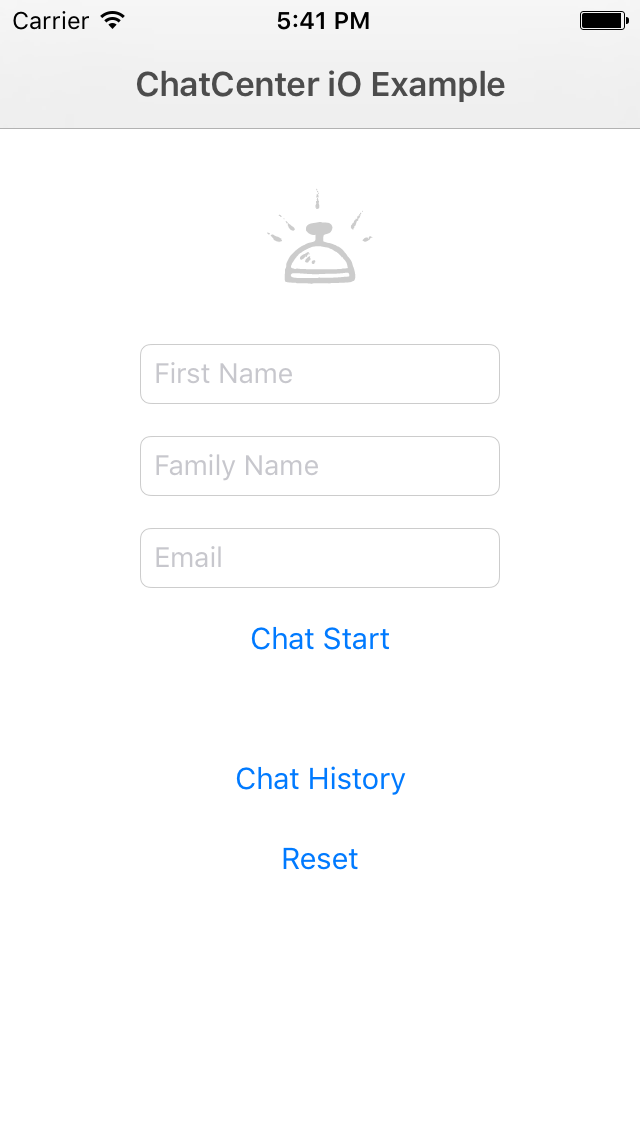 Carrier 5:41 PM
ChatCenter iO Example
First Name
Family Name
Email
Chat Start
Chat History
Reset